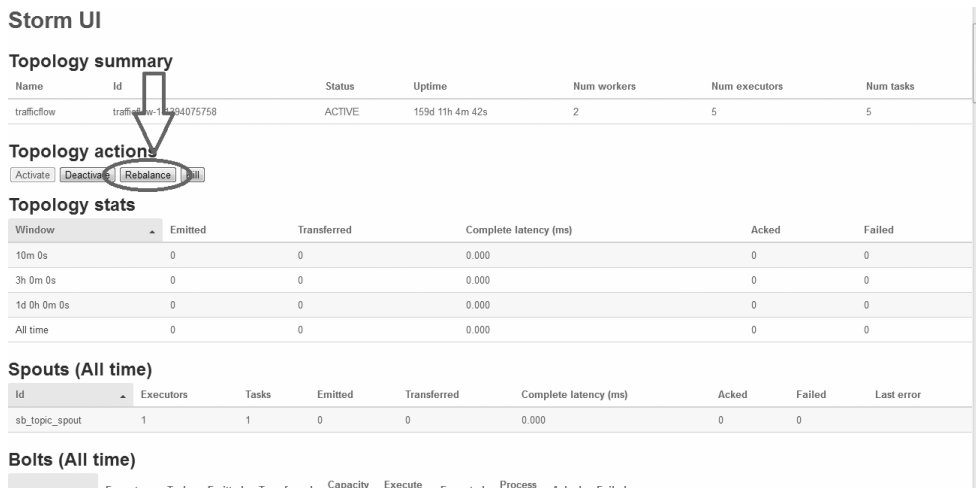 Storm UI
Topology summary
Name Id Status Uptime Num workers Num executors Num tasks
trafficflow trafficflow-1-1394075758 ACTIVE 159d 11h 4m 42s 2 5 5
Topology actions
Activate Deactivate Rebalance Kill
Topology stats
Window Emitted Transferred Complete latency (ms) Acked Failed
10m 0s 0 0 0.000 0 0
3h 0m 0s 0 0 0.000 0 0
1d 0h 0m 0s 0 0 0.000 0 0
All time 0 0 0.000 0 0
Spouts (All time)
Id Executors Tasks Emitted Transferred Complete latency (ms) Acked Failed Last error
sb_topic_spout 1 1 0 0 0.000 0 0
Bolts (All time)
Capacity Execute Process